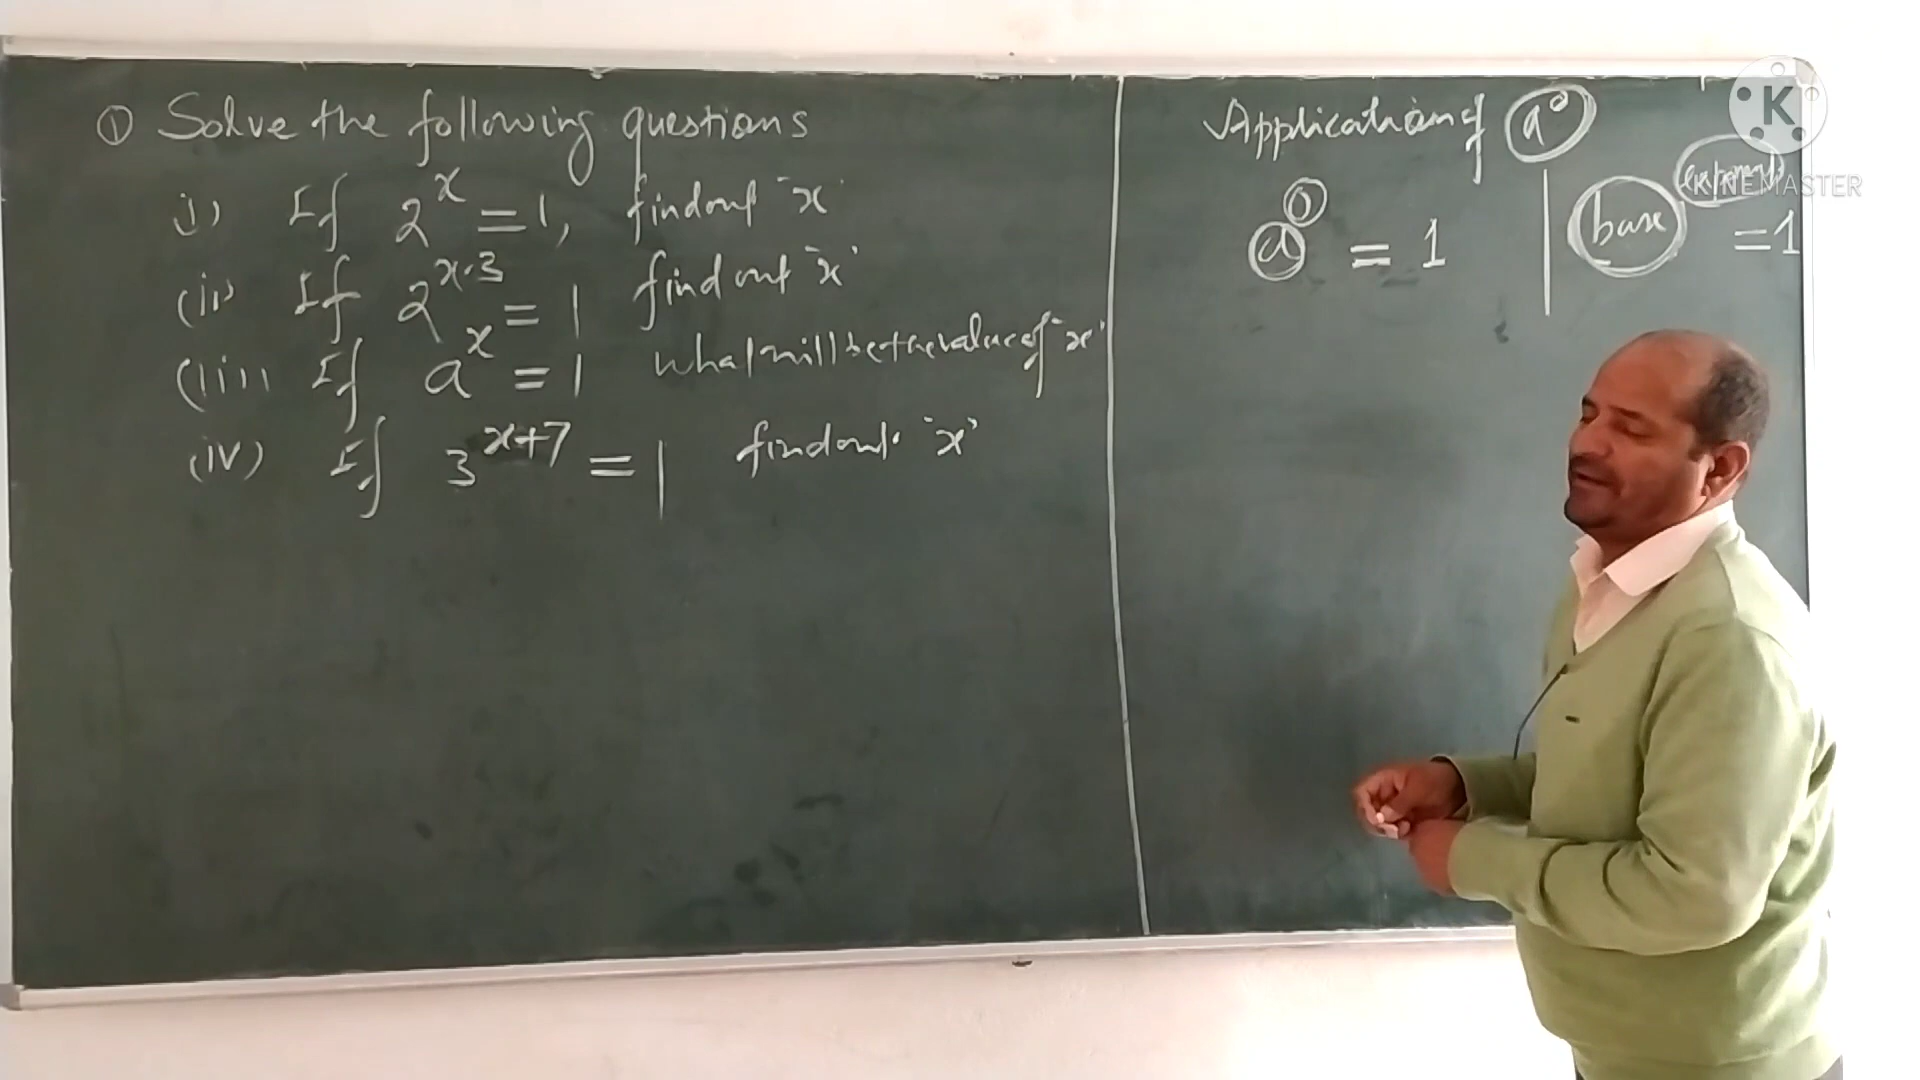 ① Solve the following questions
i) If 2^x = 1, find out "x"
(ii) If 2^{x-3} = 1 find out "x"
(iii) If a^x = 1 what will be the value of "x"
(iv) If 3^{x+7} = 1 find out "x"
Application of a^0
a^0 = 1
base^{exponent} = 1
K
KINEMASTER